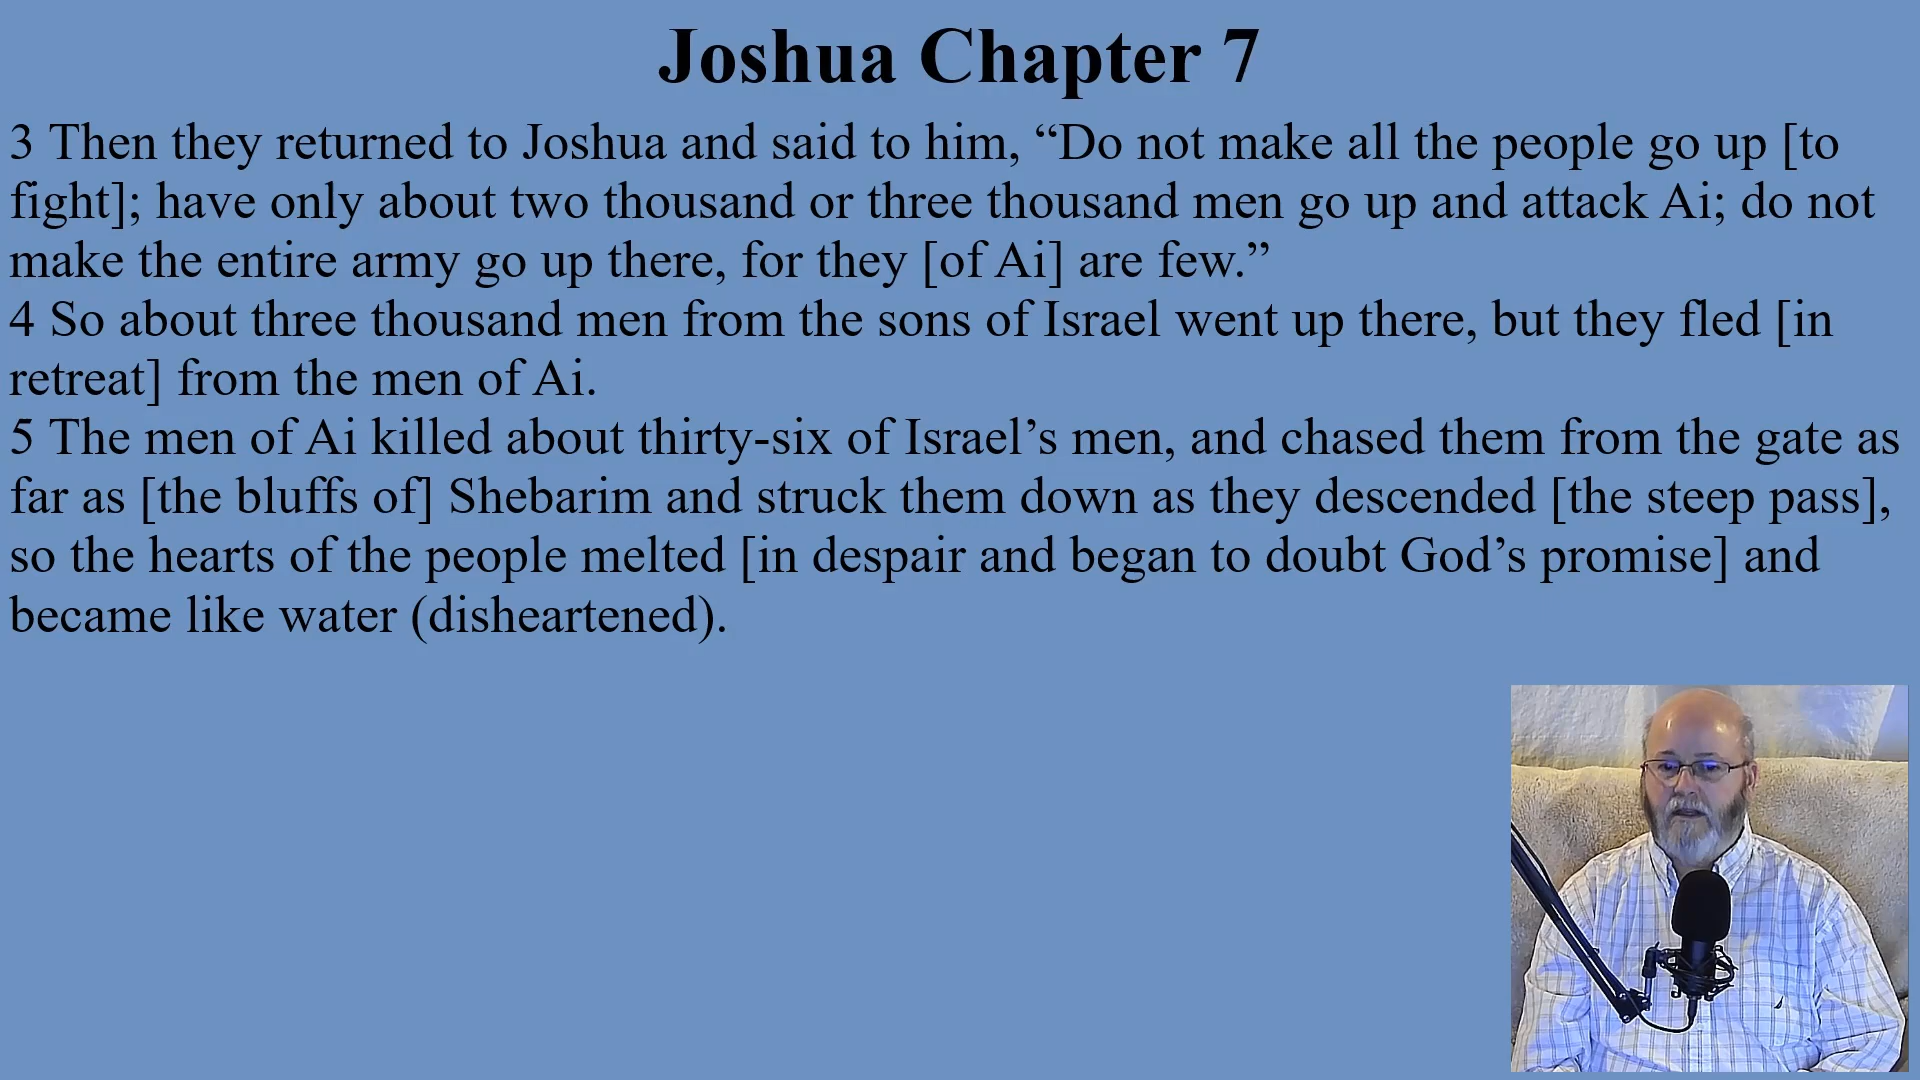 Joshua Chapter 7
3 Then they returned to Joshua and said to him, “Do not make all the people go up [to
fight]; have only about two thousand or three thousand men go up and attack Ai; do not
make the entire army go up there, for they [of Ai] are few.”
4 So about three thousand men from the sons of Israel went up there, but they fled [in
retreat] from the men of Ai.
5 The men of Ai killed about thirty-six of Israel’s men, and chased them from the gate as
far as [the bluffs of] Shebarim and struck them down as they descended [the steep pass],
so the hearts of the people melted [in despair and began to doubt God’s promise] and
became like water (disheartened).